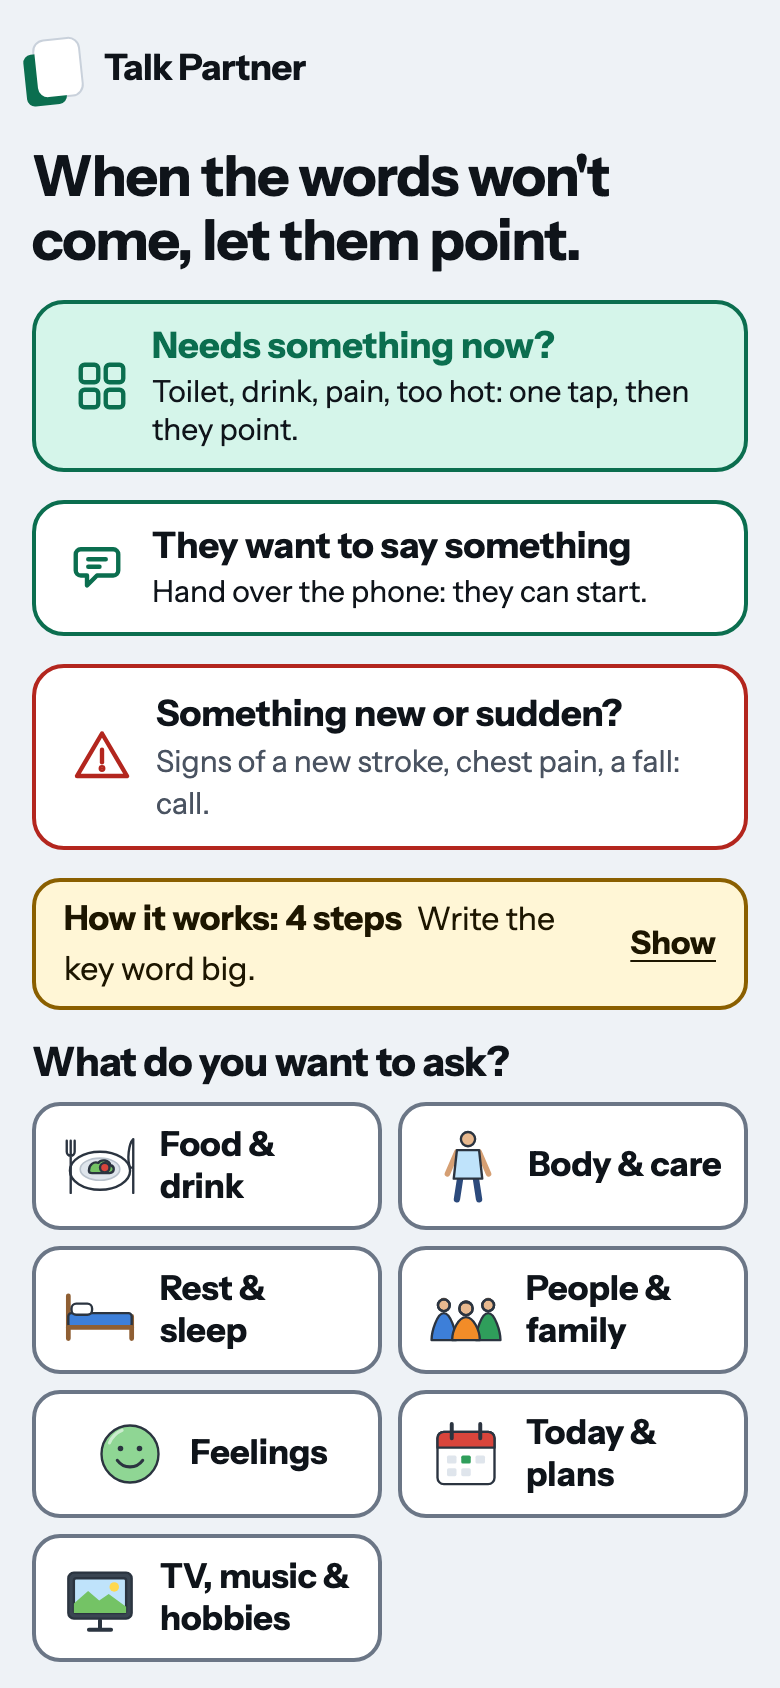 Talk Partner
When the words won't
come, let them point.
Needs something now?
Toilet, drink, pain, too hot: one tap, then
they point.
They want to say something
Hand over the phone: they can start.
Something new or sudden?
Signs of a new stroke, chest pain, a fall:
call.
How it works: 4 steps Write the
key word big.
Show
What do you want to ask?
Food &
drink
Body & care
Rest &
sleep
People &
family
Feelings
Today &
plans
TV, music &
hobbies